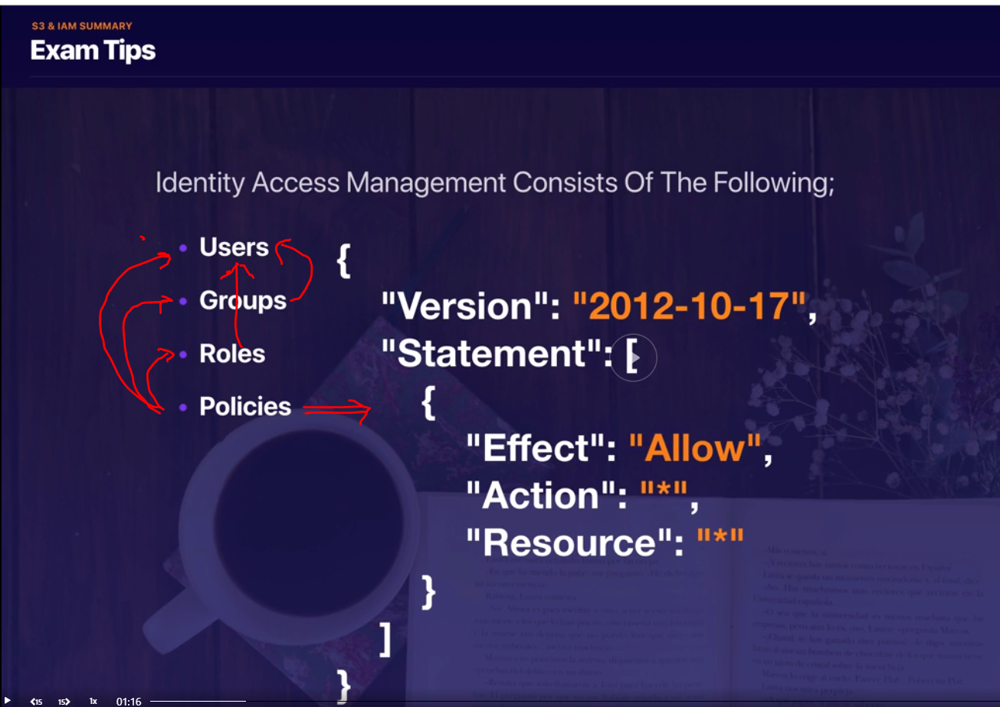 S3 & IAM SUMMARY
Exam Tips
Identity Access Management Consists Of The Following;
• Users
• Groups
• Roles
• Policies
{
"Version": "2012-10-17",
"Statement": [
{
"Effect": "Allow",
"Action": "*",
"Resource": "*"
}
]
}
15 15 1x 01:16